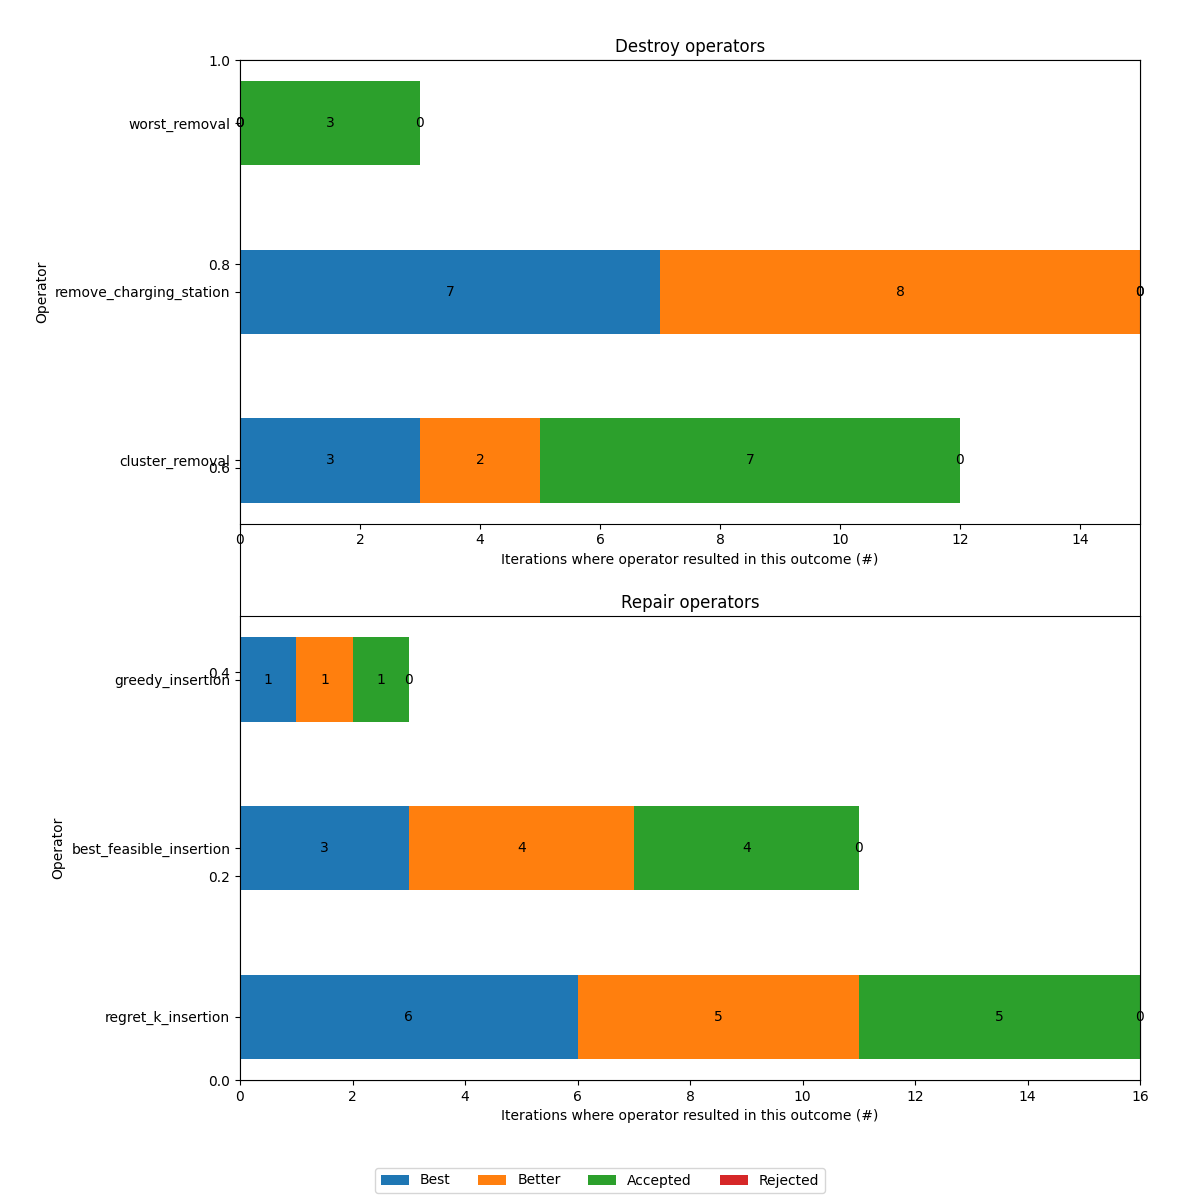 Destroy operators
1.0
worst_removal 0 0 3 0
0.8
Operator
remove_charging_station 7 8 0 0
cluster_removal 3 2 7 0
0.6
0 2 4 6 8 10 12 14
Iterations where operator resulted in this outcome (#)
Repair operators
0.4
greedy_insertion 1 1 1 0
Operator
best_feasible_insertion 3 4 4 0
0.2
regret_k_insertion 6 5 5 0
0.0
0 2 4 6 8 10 12 14 16
Iterations where operator resulted in this outcome (#)
Best Better Accepted Rejected